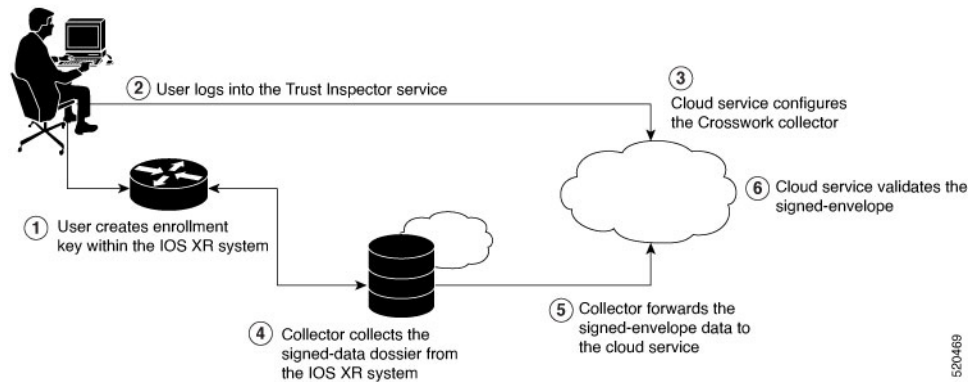 2 User logs into the Trust Inspector service
3
Cloud service configures
the Crosswork collector
6 Cloud service validates the
signed-envelope
1 User creates enrollment
key within the IOS XR system
5 Collector forwards the
signed-envelope data to
the cloud service
4 Collector collects the
signed-data dossier from
the IOS XR system
520469